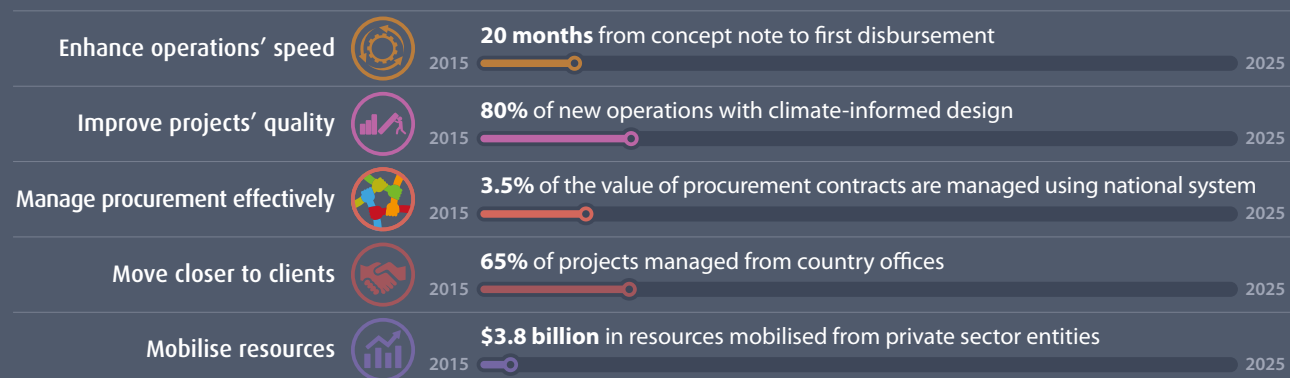 Enhance operations’ speed
20 months from concept note to first disbursement
2015 2025
Improve projects’ quality
80% of new operations with climate-informed design
2015 2025
Manage procurement effectively
3.5% of the value of procurement contracts are managed using national system
2015 2025
Move closer to clients
65% of projects managed from country offices
2015 2025
Mobilise resources
$3.8 billion in resources mobilised from private sector entities
2015 2025